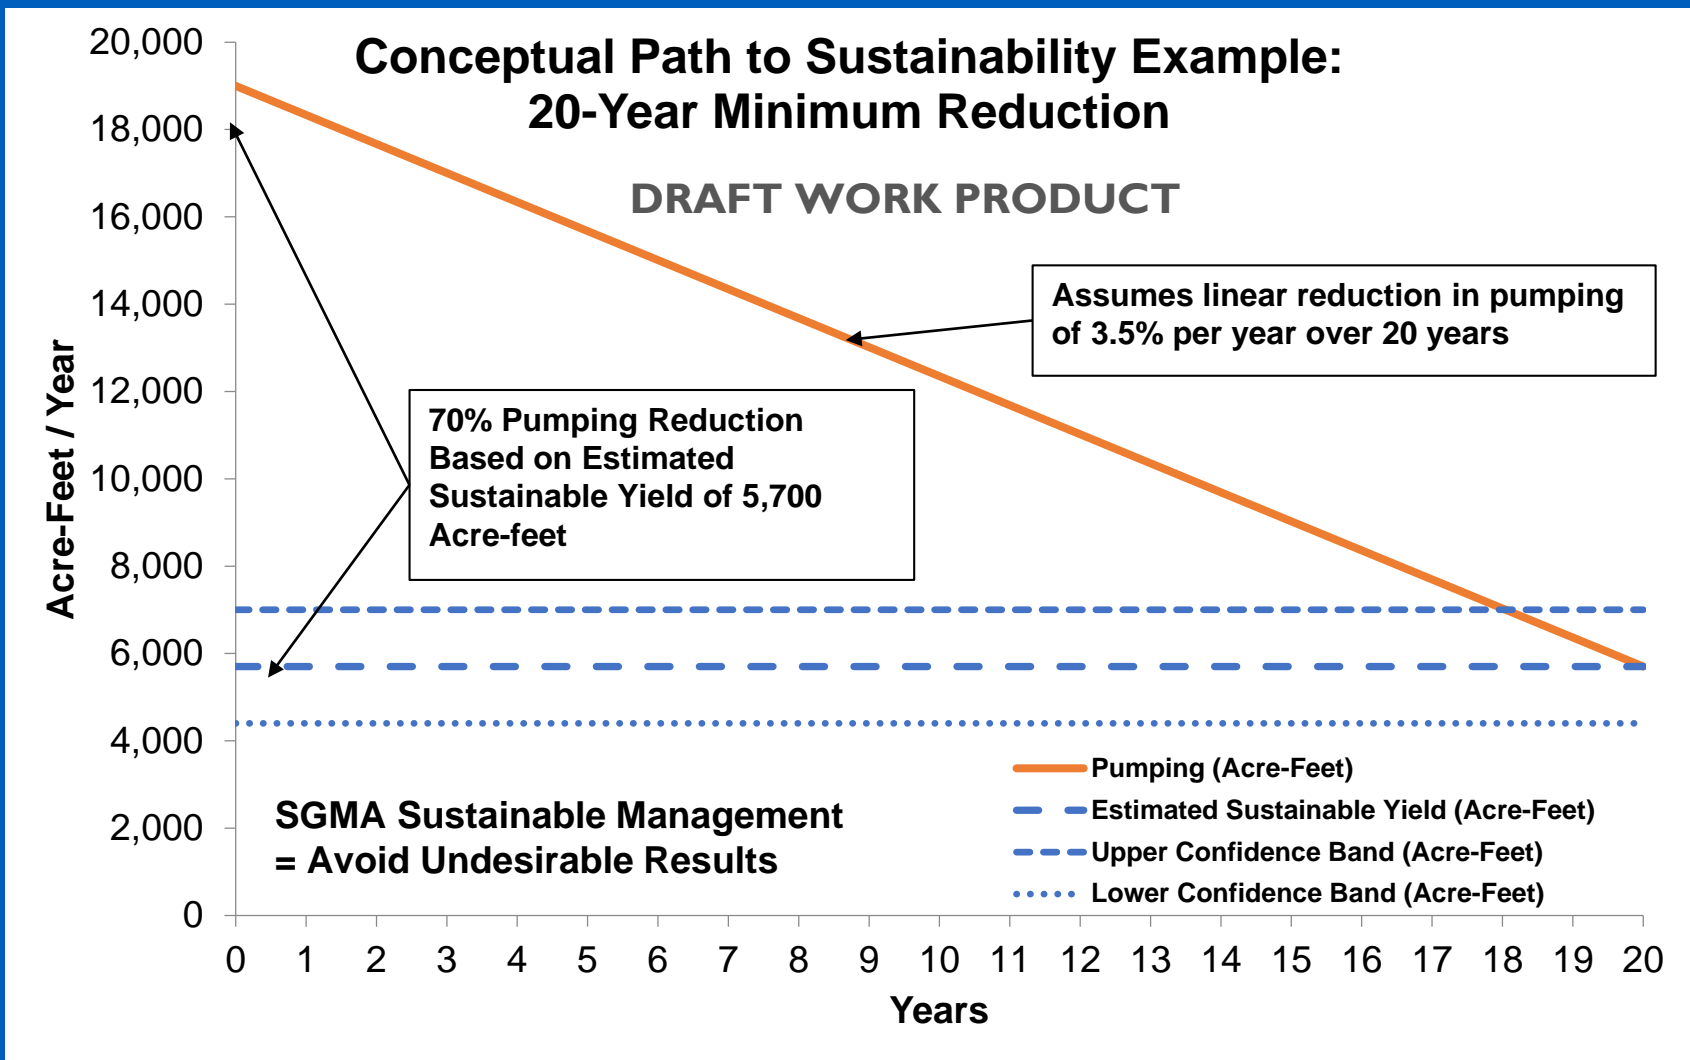 Conceptual Path to Sustainability Example:
20-Year Minimum Reduction
DRAFT WORK PRODUCT
Acre-Feet / Year
20,000
18,000
16,000
14,000
12,000
10,000
8,000
6,000
4,000
2,000
0
Assumes linear reduction in pumping
of 3.5% per year over 20 years
70% Pumping Reduction
Based on Estimated
Sustainable Yield of 5,700
Acre-feet
SGMA Sustainable Management
= Avoid Undesirable Results
Pumping (Acre-Feet)
Estimated Sustainable Yield (Acre-Feet)
Upper Confidence Band (Acre-Feet)
Lower Confidence Band (Acre-Feet)
0 1 2 3 4 5 6 7 8 9 10 11 12 13 14 15 16 17 18 19 20
Years